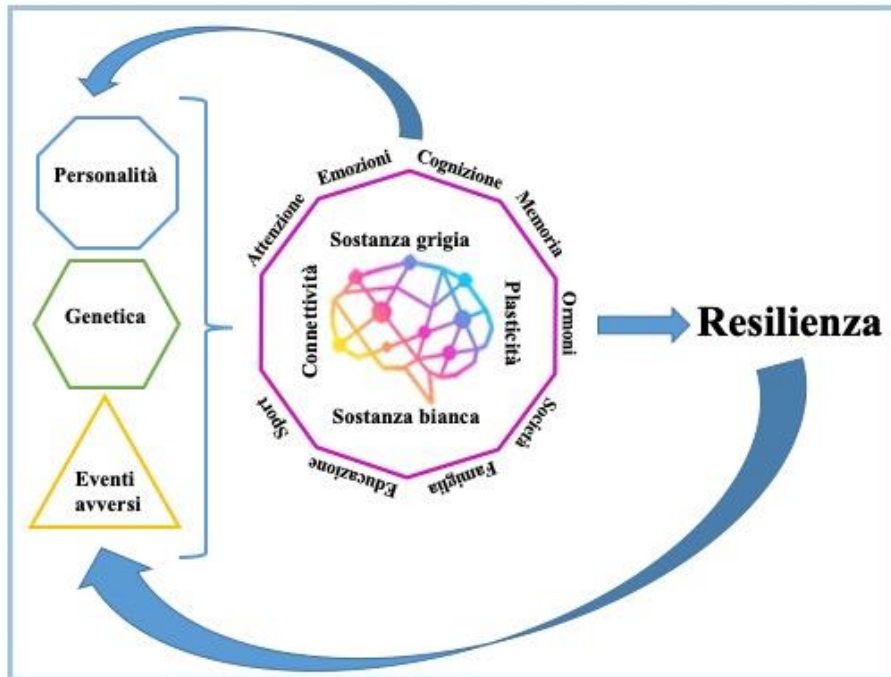 Personalità
Genetica
Eventi
avversi
Emozioni
Cognizione
Attenzione
Memoria
Sostanza grigia
Connettività
Plasticità
Ormoni
Sostanza bianca
Sport
Società
Educazione
Famiglia
Resilienza